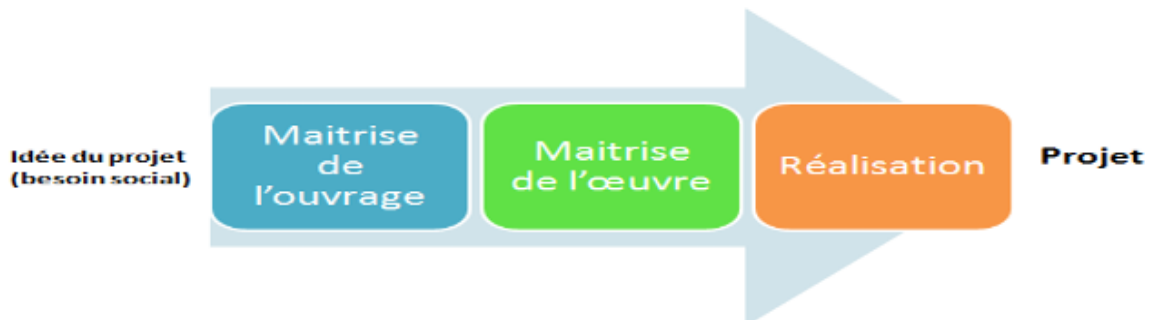 Idée du projet
(besoin social)
Maitrise
de
l'ouvrage
Maitrise
de l'œuvre
Réalisation
Projet